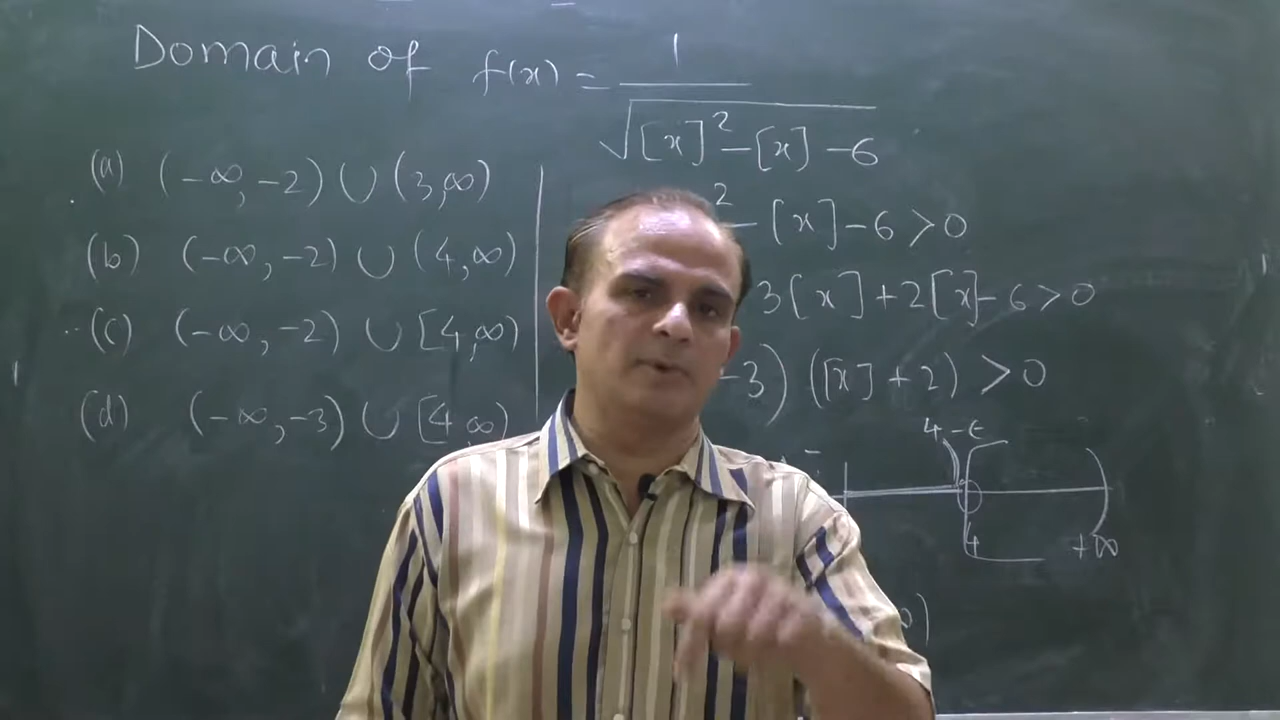 Domain of f(x) = 1 / √([x]² - [x] - 6)
(a) (-∞, -2) ∪ (3, ∞)
(b) (-∞, -2) ∪ (4, ∞)
(c) (-∞, -2) ∪ [4, ∞)
(d) (-∞, -3) ∪ [4, ∞)
² - [x] - 6 > 0
3[x] + 2[x] - 6 > 0
-3) ([x] + 2) > 0
4-ε
4 +∞